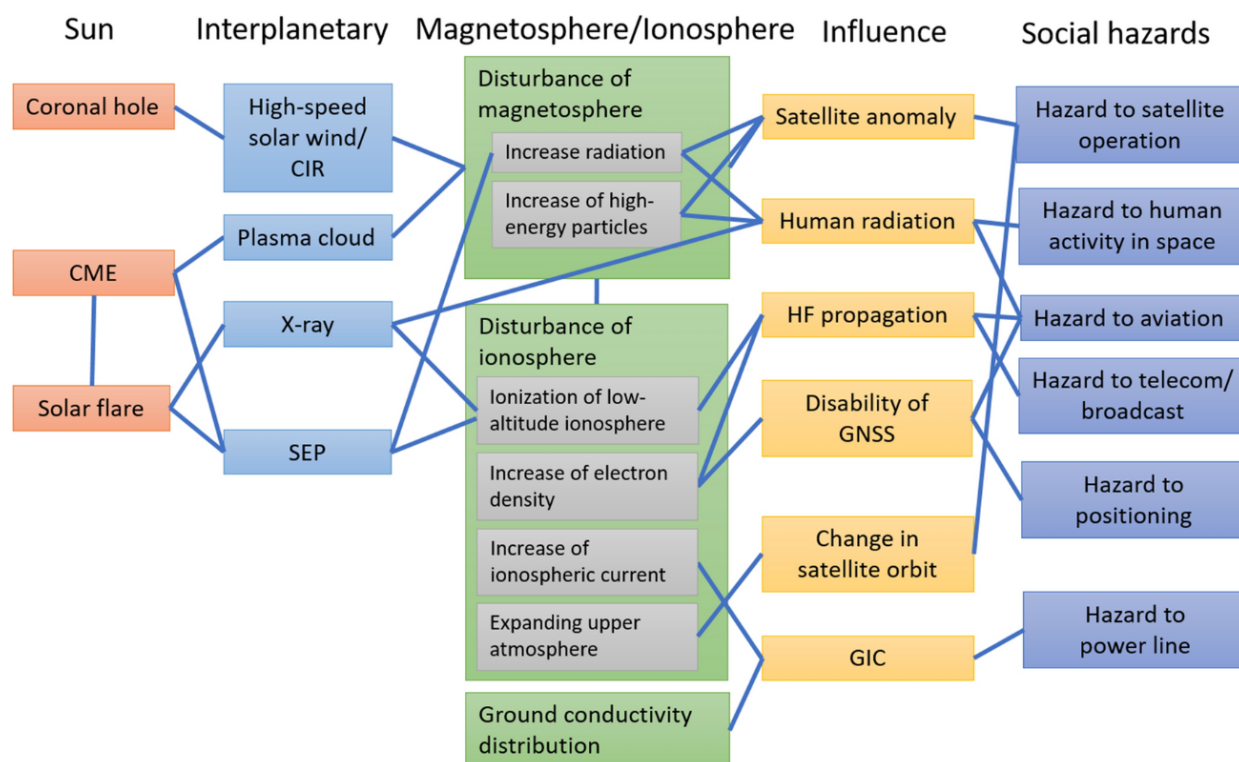 Sun
Interplanetary
Magnetosphere/Ionosphere
Influence
Social hazards
Coronal hole
CME
Solar flare
High-speed
solar wind/
CIR
Plasma cloud
X-ray
SEP
Disturbance of
magnetosphere
Increase radiation
Increase of high-
energy particles
Disturbance of
ionosphere
Ionization of low-
altitude ionosphere
Increase of electron
density
Increase of
ionospheric current
Expanding upper
atmosphere
Ground conductivity
distribution
Satellite anomaly
Human radiation
HF propagation
Disability of
GNSS
Change in
satellite orbit
GIC
Hazard to satellite
operation
Hazard to human
activity in space
Hazard to aviation
Hazard to telecom/
broadcast
Hazard to
positioning
Hazard to
power line